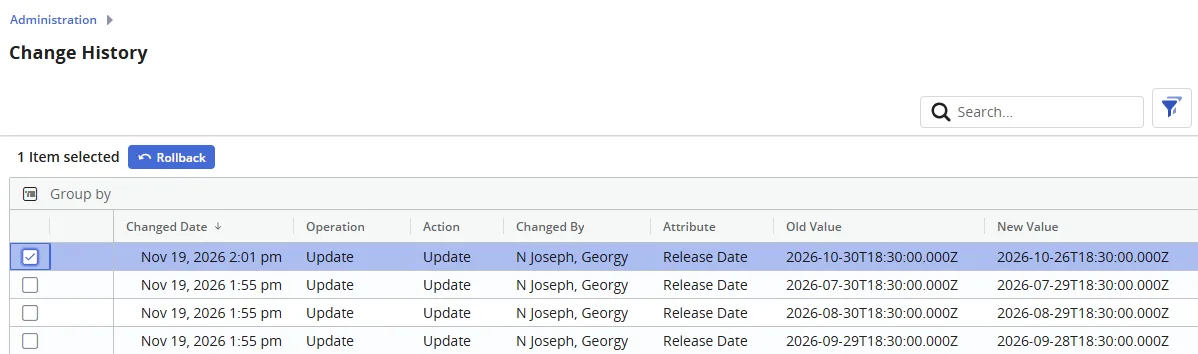 Administration
Change History
Search...
1 Item selected Rollback
Group by
Changed Date ↓ Operation Action Changed By Attribute Old Value New Value
Nov 19, 2026 2:01 pm Update Update N Joseph, Georgy Release Date 2026-10-30T18:30:00.000Z 2026-10-26T18:30:00.000Z
Nov 19, 2026 1:55 pm Update Update N Joseph, Georgy Release Date 2026-07-30T18:30:00.000Z 2026-07-29T18:30:00.000Z
Nov 19, 2026 1:55 pm Update Update N Joseph, Georgy Release Date 2026-08-30T18:30:00.000Z 2026-08-29T18:30:00.000Z
Nov 19, 2026 1:55 pm Update Update N Joseph, Georgy Release Date 2026-09-29T18:30:00.000Z 2026-09-28T18:30:00.000Z